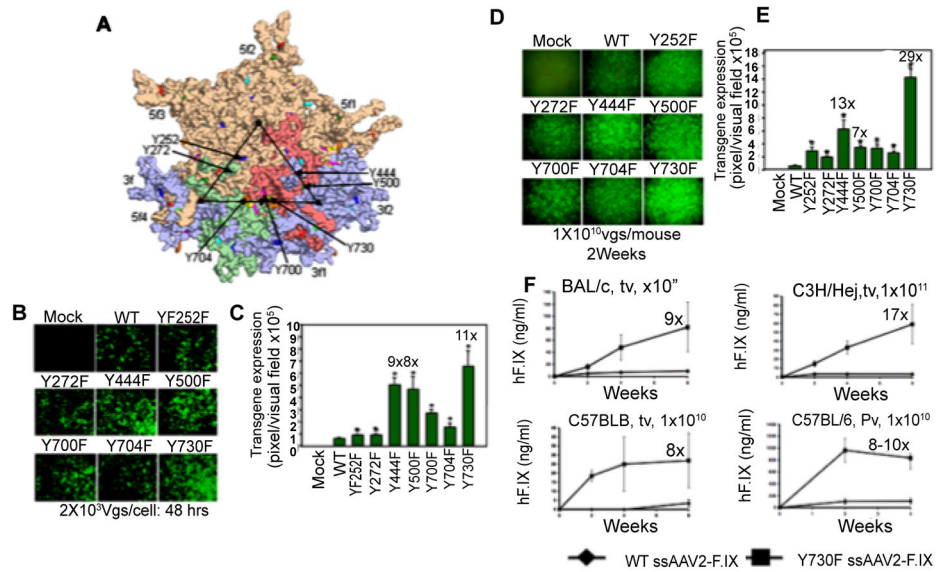 A
5f2
5f3
5f1
Y252
Y272
Y444
Y500
3f
3f2
5f4
Y704
Y700
3f1
Y730
B
Mock WT YF252F
Y272F Y444F Y500F
Y700F Y704F Y730F
2X10³Vgs/cell: 48 hrs
C
Transgene expression
(pixel/visual field x10⁵)
10
9
8
7
6
5
4
3
2
1
0
9x8x
11x
* * * * * * *
Mock
WT
YF252F
Y272F
Y444F
Y500F
Y700F
Y704F
Y730F
D
Mock WT Y252F
Y272F Y444F Y500F
Y700F Y704F Y730F
1X10¹⁰vgs/mouse
2Weeks
E
Transgene expression
(pixel/visual field x10⁵)
18
16
14
12
10
8
6
4
2
0
13x
7x
29x
* * * * * *
Mock
WT
Y252F
Y272F
Y444F
Y500F
Y700F
Y704F
Y730F
F
BAL/c, tv, x10”
hF.IX (ng/ml)
9x
Weeks
C3H/Hej,tv,1x10¹¹
hF.IX (ng/ml)
17x
Weeks
C57BLB, tv, 1x10¹⁰
hF.IX (ng/ml)
8x
Weeks
C57BL/6, Pv, 1x10¹⁰
hF.IX (ng/ml)
8-10x
Weeks
WT ssAAV2-F.IX Y730F ssAAV2-F.IX